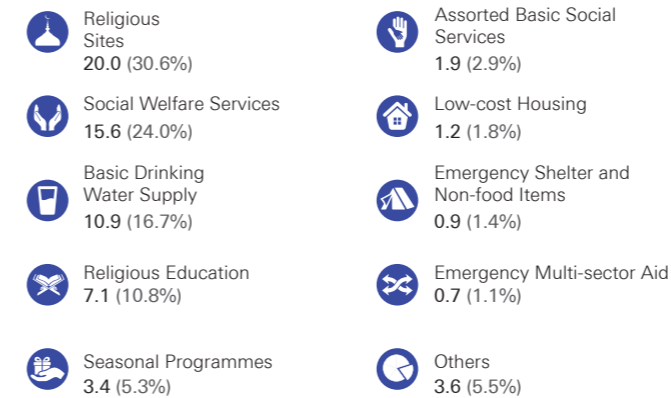 Religious
Sites
20.0 (30.6%)
Social Welfare Services
15.6 (24.0%)
Basic Drinking
Water Supply
10.9 (16.7%)
Religious Education
7.1 (10.8%)
Seasonal Programmes
3.4 (5.3%)
Assorted Basic Social
Services
1.9 (2.9%)
Low-cost Housing
1.2 (1.8%)
Emergency Shelter and
Non-food Items
0.9 (1.4%)
Emergency Multi-sector Aid
0.7 (1.1%)
Others
3.6 (5.5%)